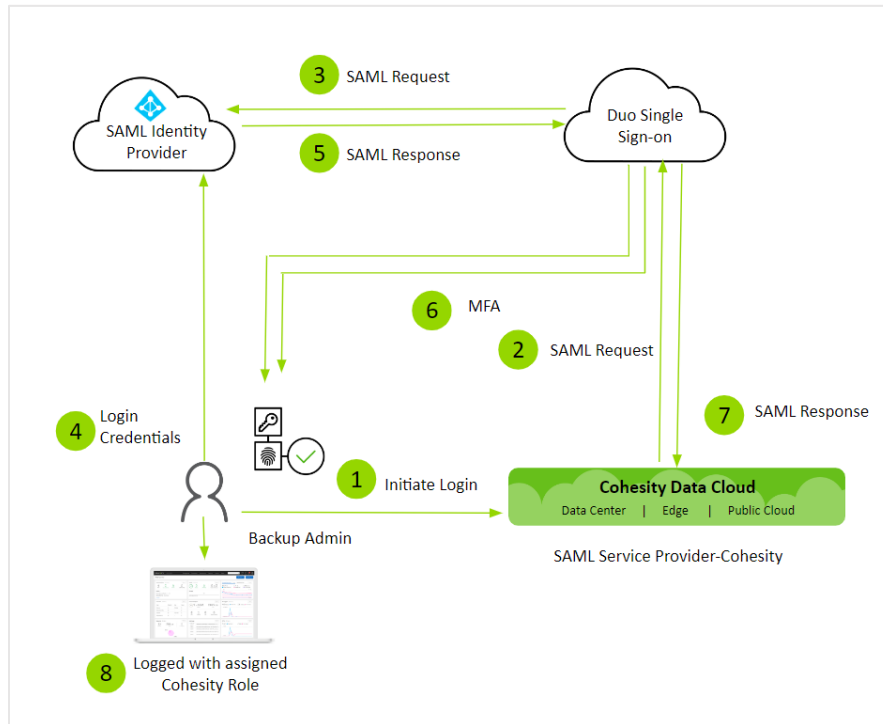 3
SAML Request
SAML Identity
Provider
Duo Single
Sign-on
5
SAML Response
6
MFA
2
SAML Request
4
Login
Credentials
7
SAML Response
1
Initiate Login
Cohesity Data Cloud
Data Center | Edge | Public Cloud
Backup Admin
SAML Service Provider-Cohesity
8
Logged with assigned
Cohesity Role